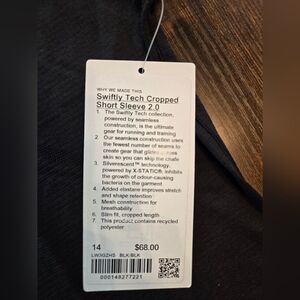 WHY WE MADE THIS
Swiftly Tech Cropped
Short Sleeve 2.0
1. The Swiftly Tech collection,
powered by seamless
construction, is the ultimate
gear for running and training
2. Our seamless construction uses
the fewest number of seams to
create gear that glides across
skin so you can skip the chafe
3. Silverescent™ technology,
powered by X-STATIC®, inhibits
the growth of odour-causing
bacteria on the garment
4. Added elastane improves stretch
and shape retention
5. Mesh construction for
breathability
6. Slim fit, cropped length
7. This product contains recycled
polyester
14 $68.00
LW3GZHS BLK/BLK
000148277221